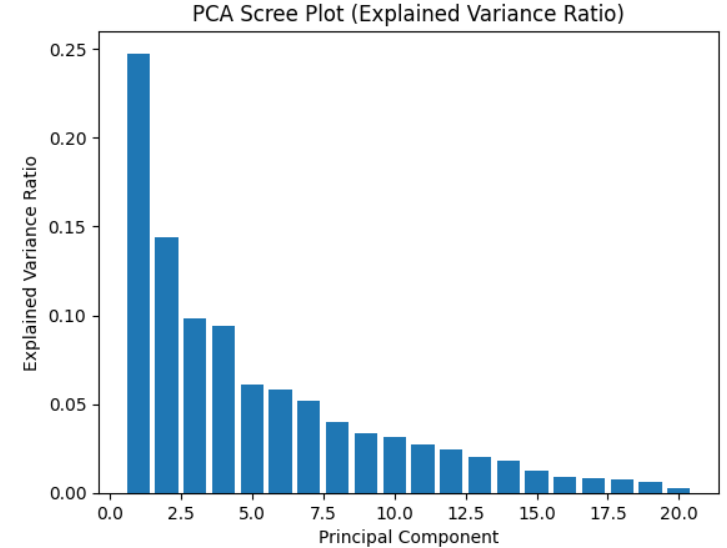 PCA Scree Plot (Explained Variance Ratio)
0.25
0.20
0.15
0.10
0.05
0.00
Explained Variance Ratio
0.0 2.5 5.0 7.5 10.0 12.5 15.0 17.5 20.0
Principal Component